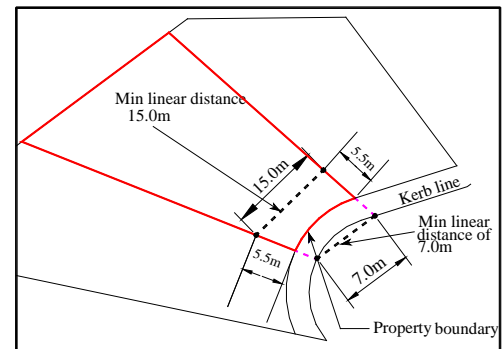 Min linear distance
15.0m
15.0m
5.5m
Kerb line
Min linear
distance of
7.0m
5.5m
7.0m
Property boundary